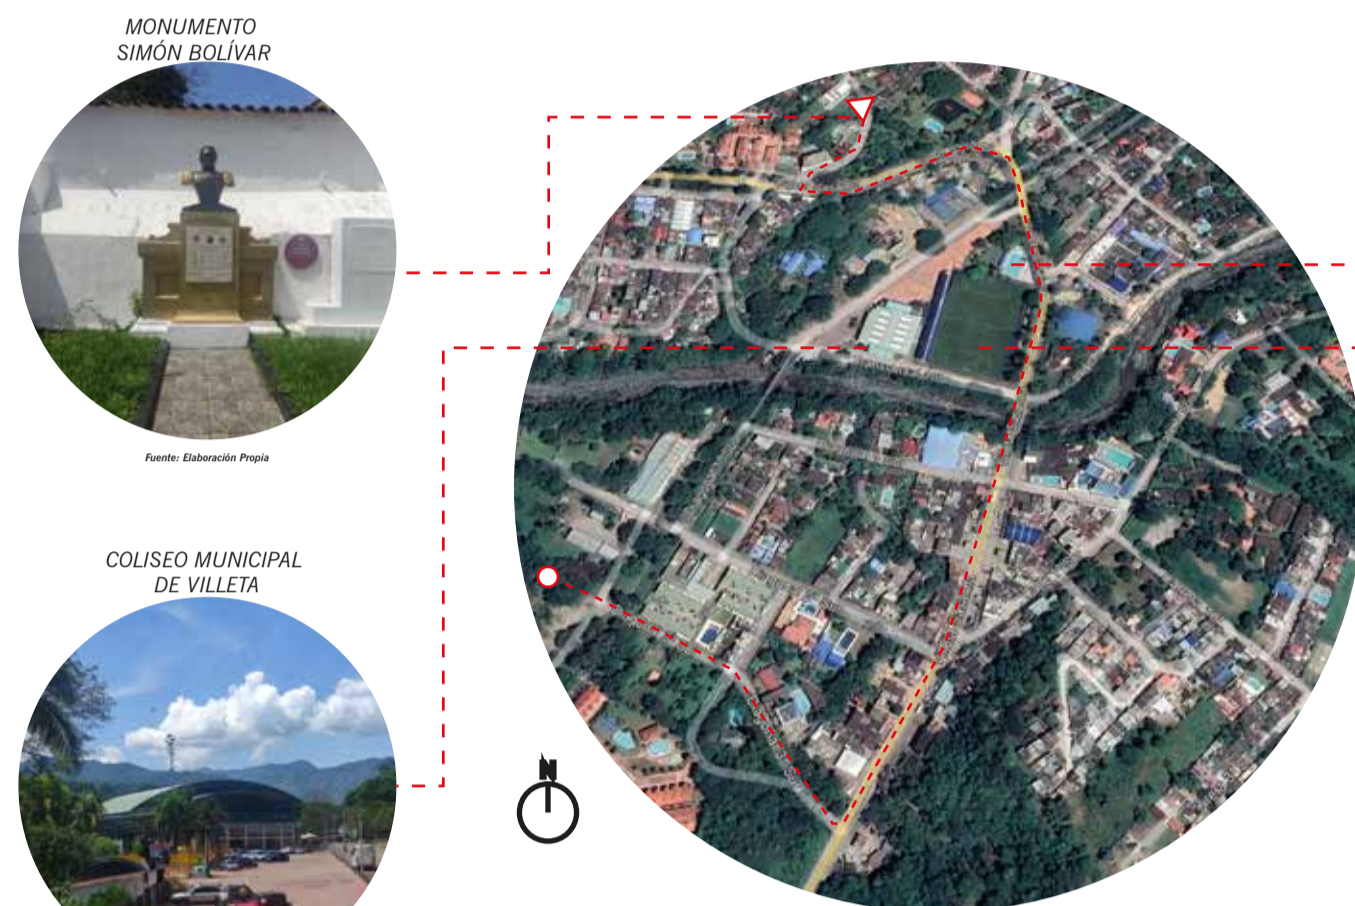 MONUMENTO
SIMÓN BOLÍVAR
Fuente: Elaboración Propia
COLISEO MUNICIPAL
DE VILLETA
N